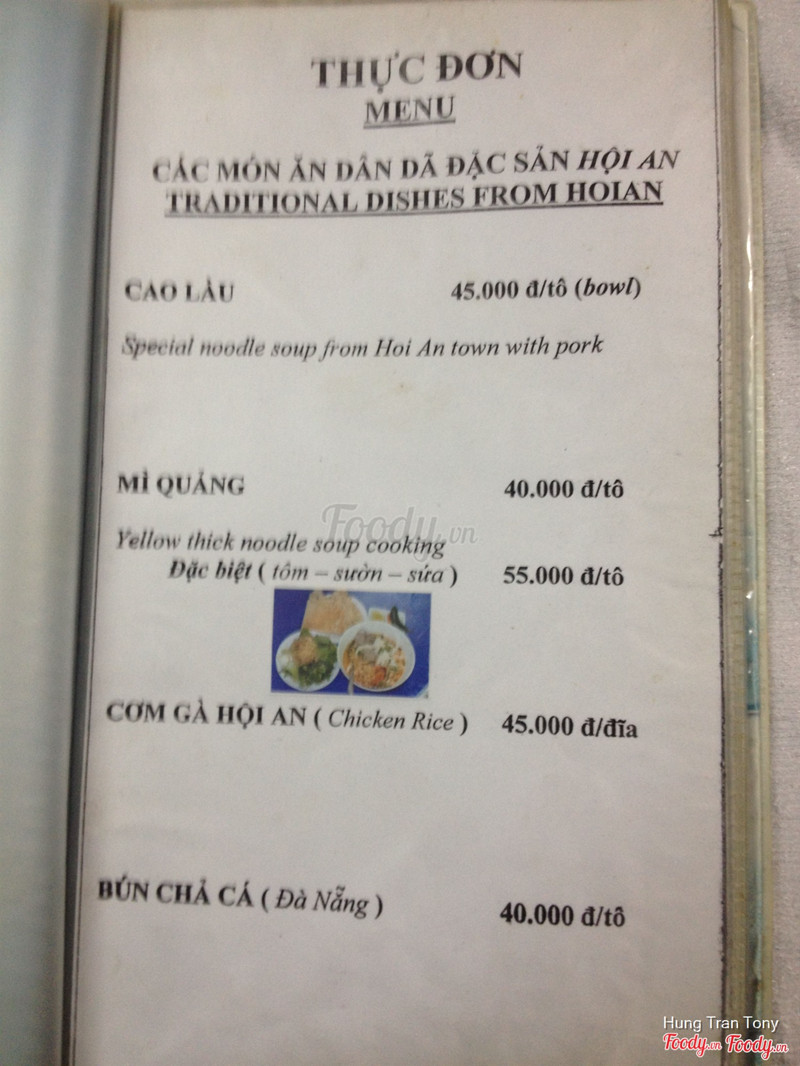 THỰC ĐƠN
MENU
CÁC MÓN ĂN DÂN DÃ ĐẶC SẢN HỘI AN
TRADITIONAL DISHES FROM HOIAN
CAO LẦU 45.000 đ/tô (bowl)
Special noodle soup from Hoi An town with pork
MÌ QUẢNG 40.000 đ/tô
Foody.vn
Yellow thick noodle soup cooking
Đặc biệt ( tôm – sườn – sứa ) 55.000 đ/tô
CƠM GÀ HỘI AN ( Chicken Rice ) 45.000 đ/đĩa
BÚN CHẢ CÁ ( Đà Nẵng ) 40.000 đ/tô
Hung Tran Tony
Foody.vn Foody.vn